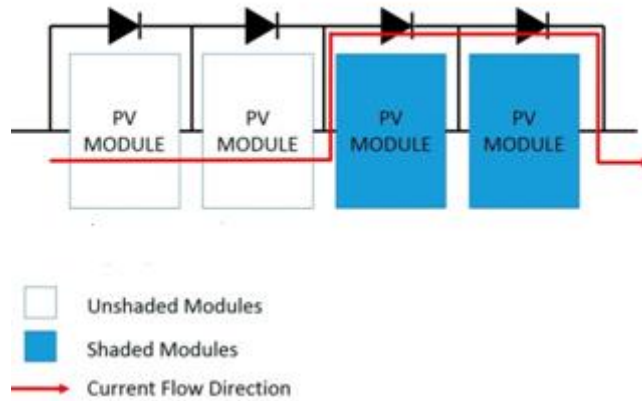 PV PV PV PV
MODULE MODULE MODULE MODULE
Unshaded Modules
Shaded Modules
Current Flow Direction